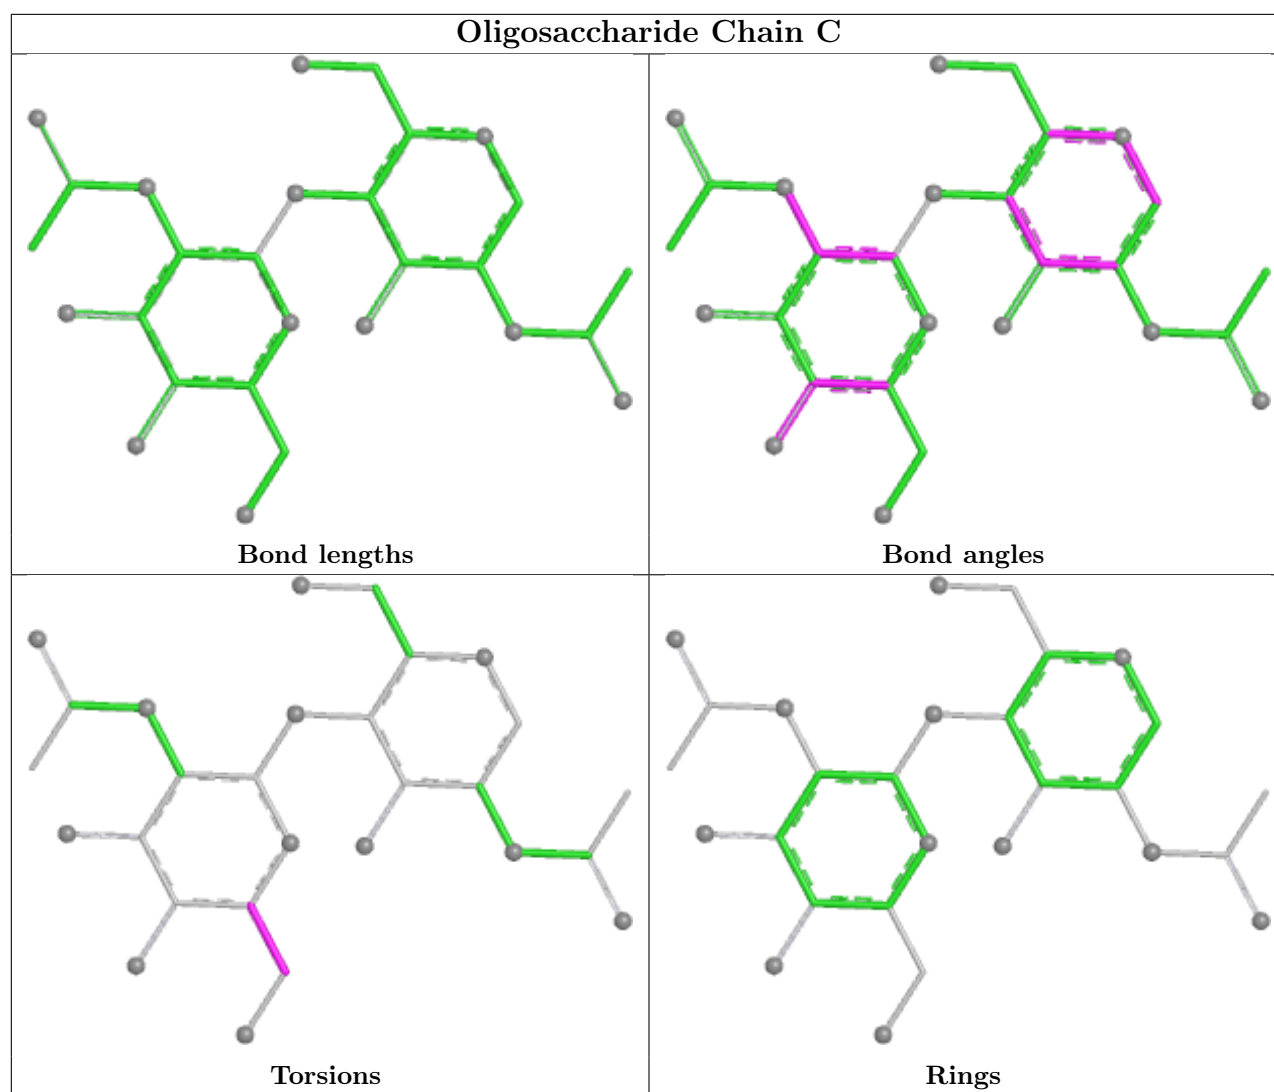 Oligosaccharide Chain C
Bond lengths
Bond angles
Torsions
Rings